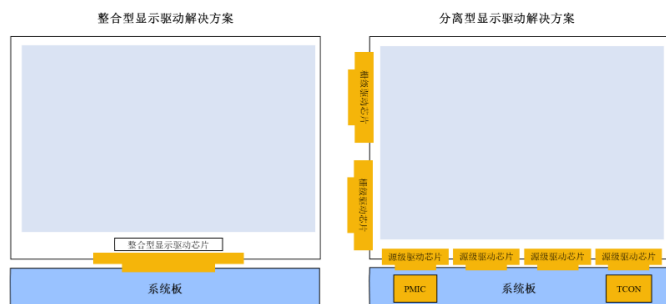 整合型显示驱动解决方案
分离型显示驱动解决方案
整合型显示驱动芯片
系统板
栅级驱动芯片
栅级驱动芯片
源级驱动芯片
源级驱动芯片
源级驱动芯片
源级驱动芯片
PMIC
系统板
TCON